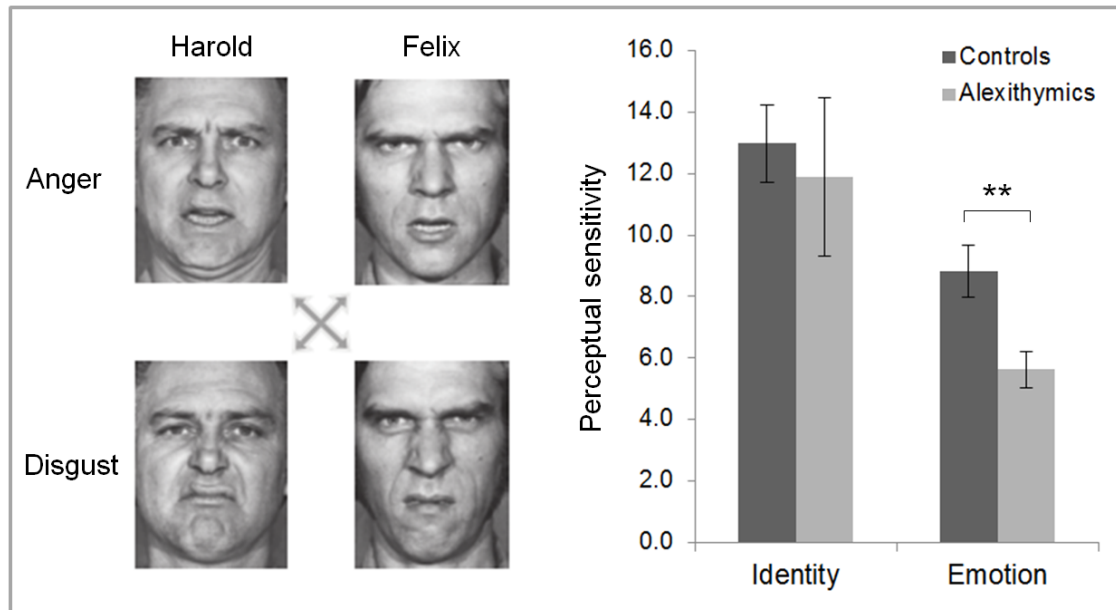 Harold Felix
Anger
Disgust
Perceptual sensitivity
16.0
14.0
12.0
10.0
8.0
6.0
4.0
2.0
0.0
Controls
Alexithymics
**
Identity Emotion